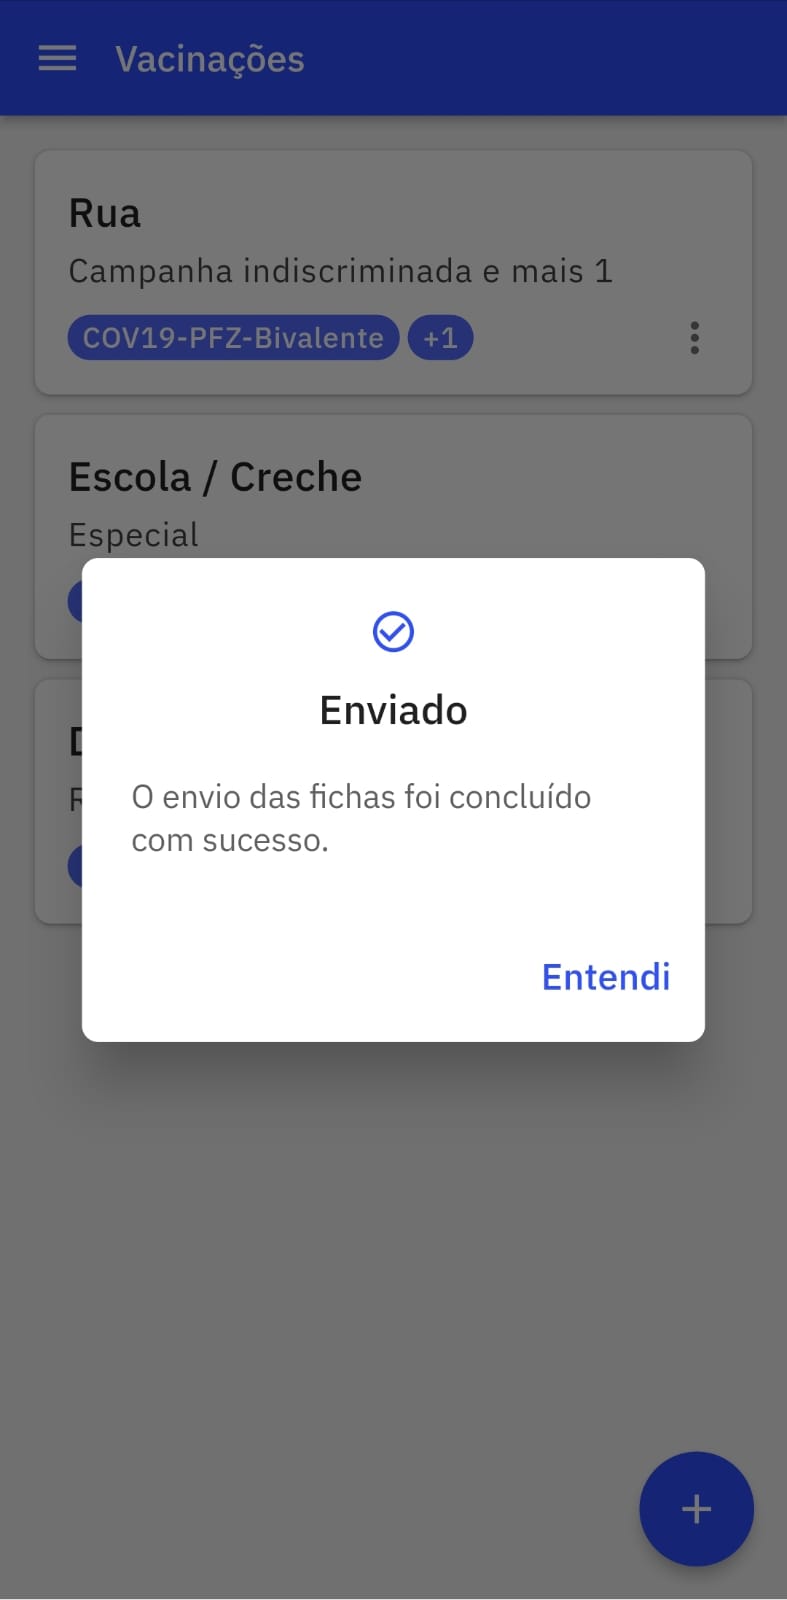 Vacinações
Rua
Campanha indiscriminada e mais 1
COV19-PFZ-Bivalente +1
Escola / Creche
Especial
Enviado
O envio das fichas foi concluído
com sucesso.
Entendi